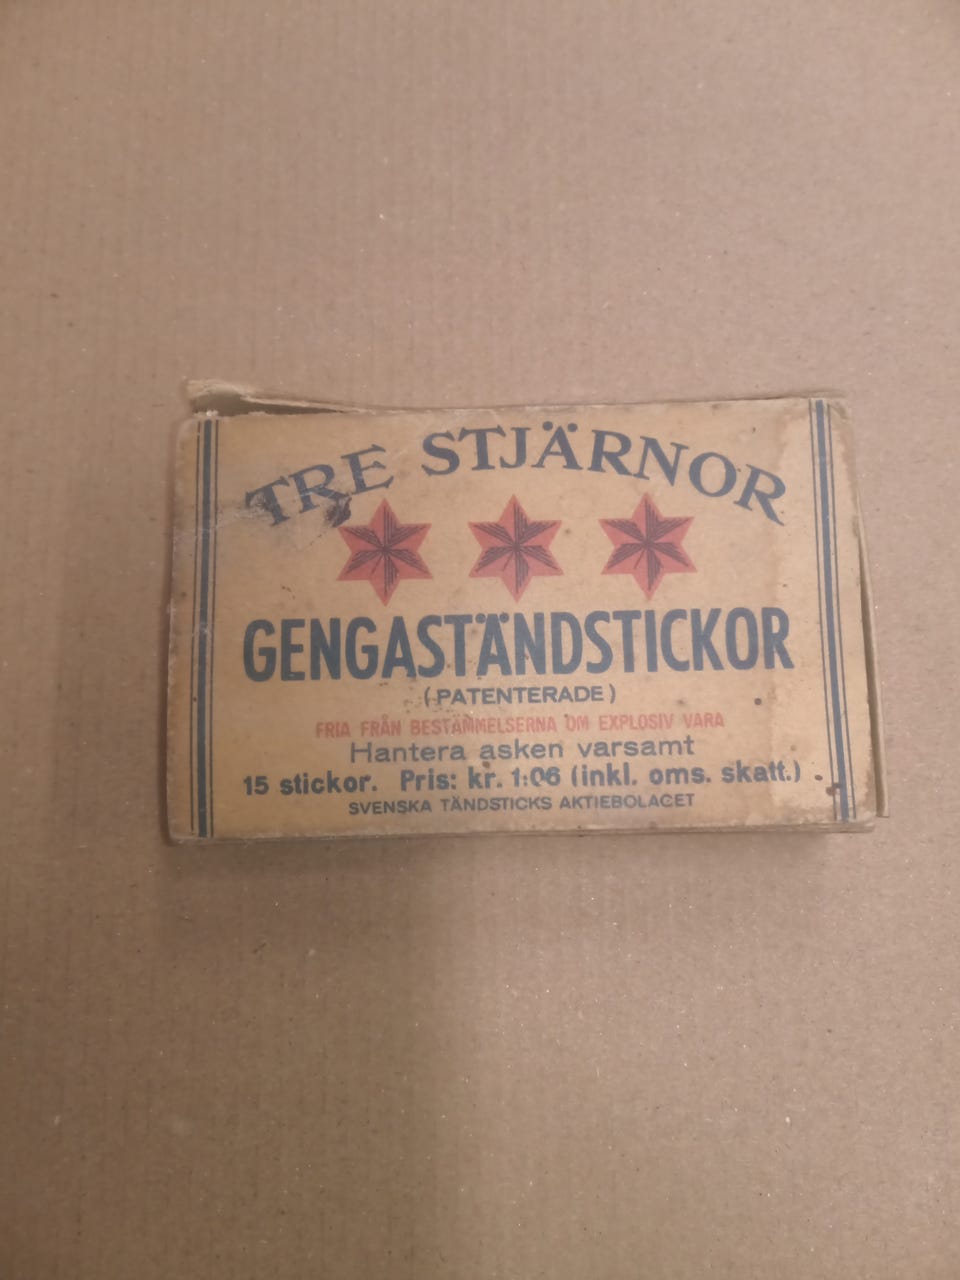 TRE STJÄRNOR
GENGASTÄNDSTICKOR
(PATENTERADE)
FRIA FRÅN BESTÄMMELSERNA OM EXPLOSIV VARA
Hantera asken varsamt
15 stickor. Pris: kr. 1:06 (inkl. oms. skatt.)
SVENSKA TÄNDSTICKS AKTIEBOLAGET